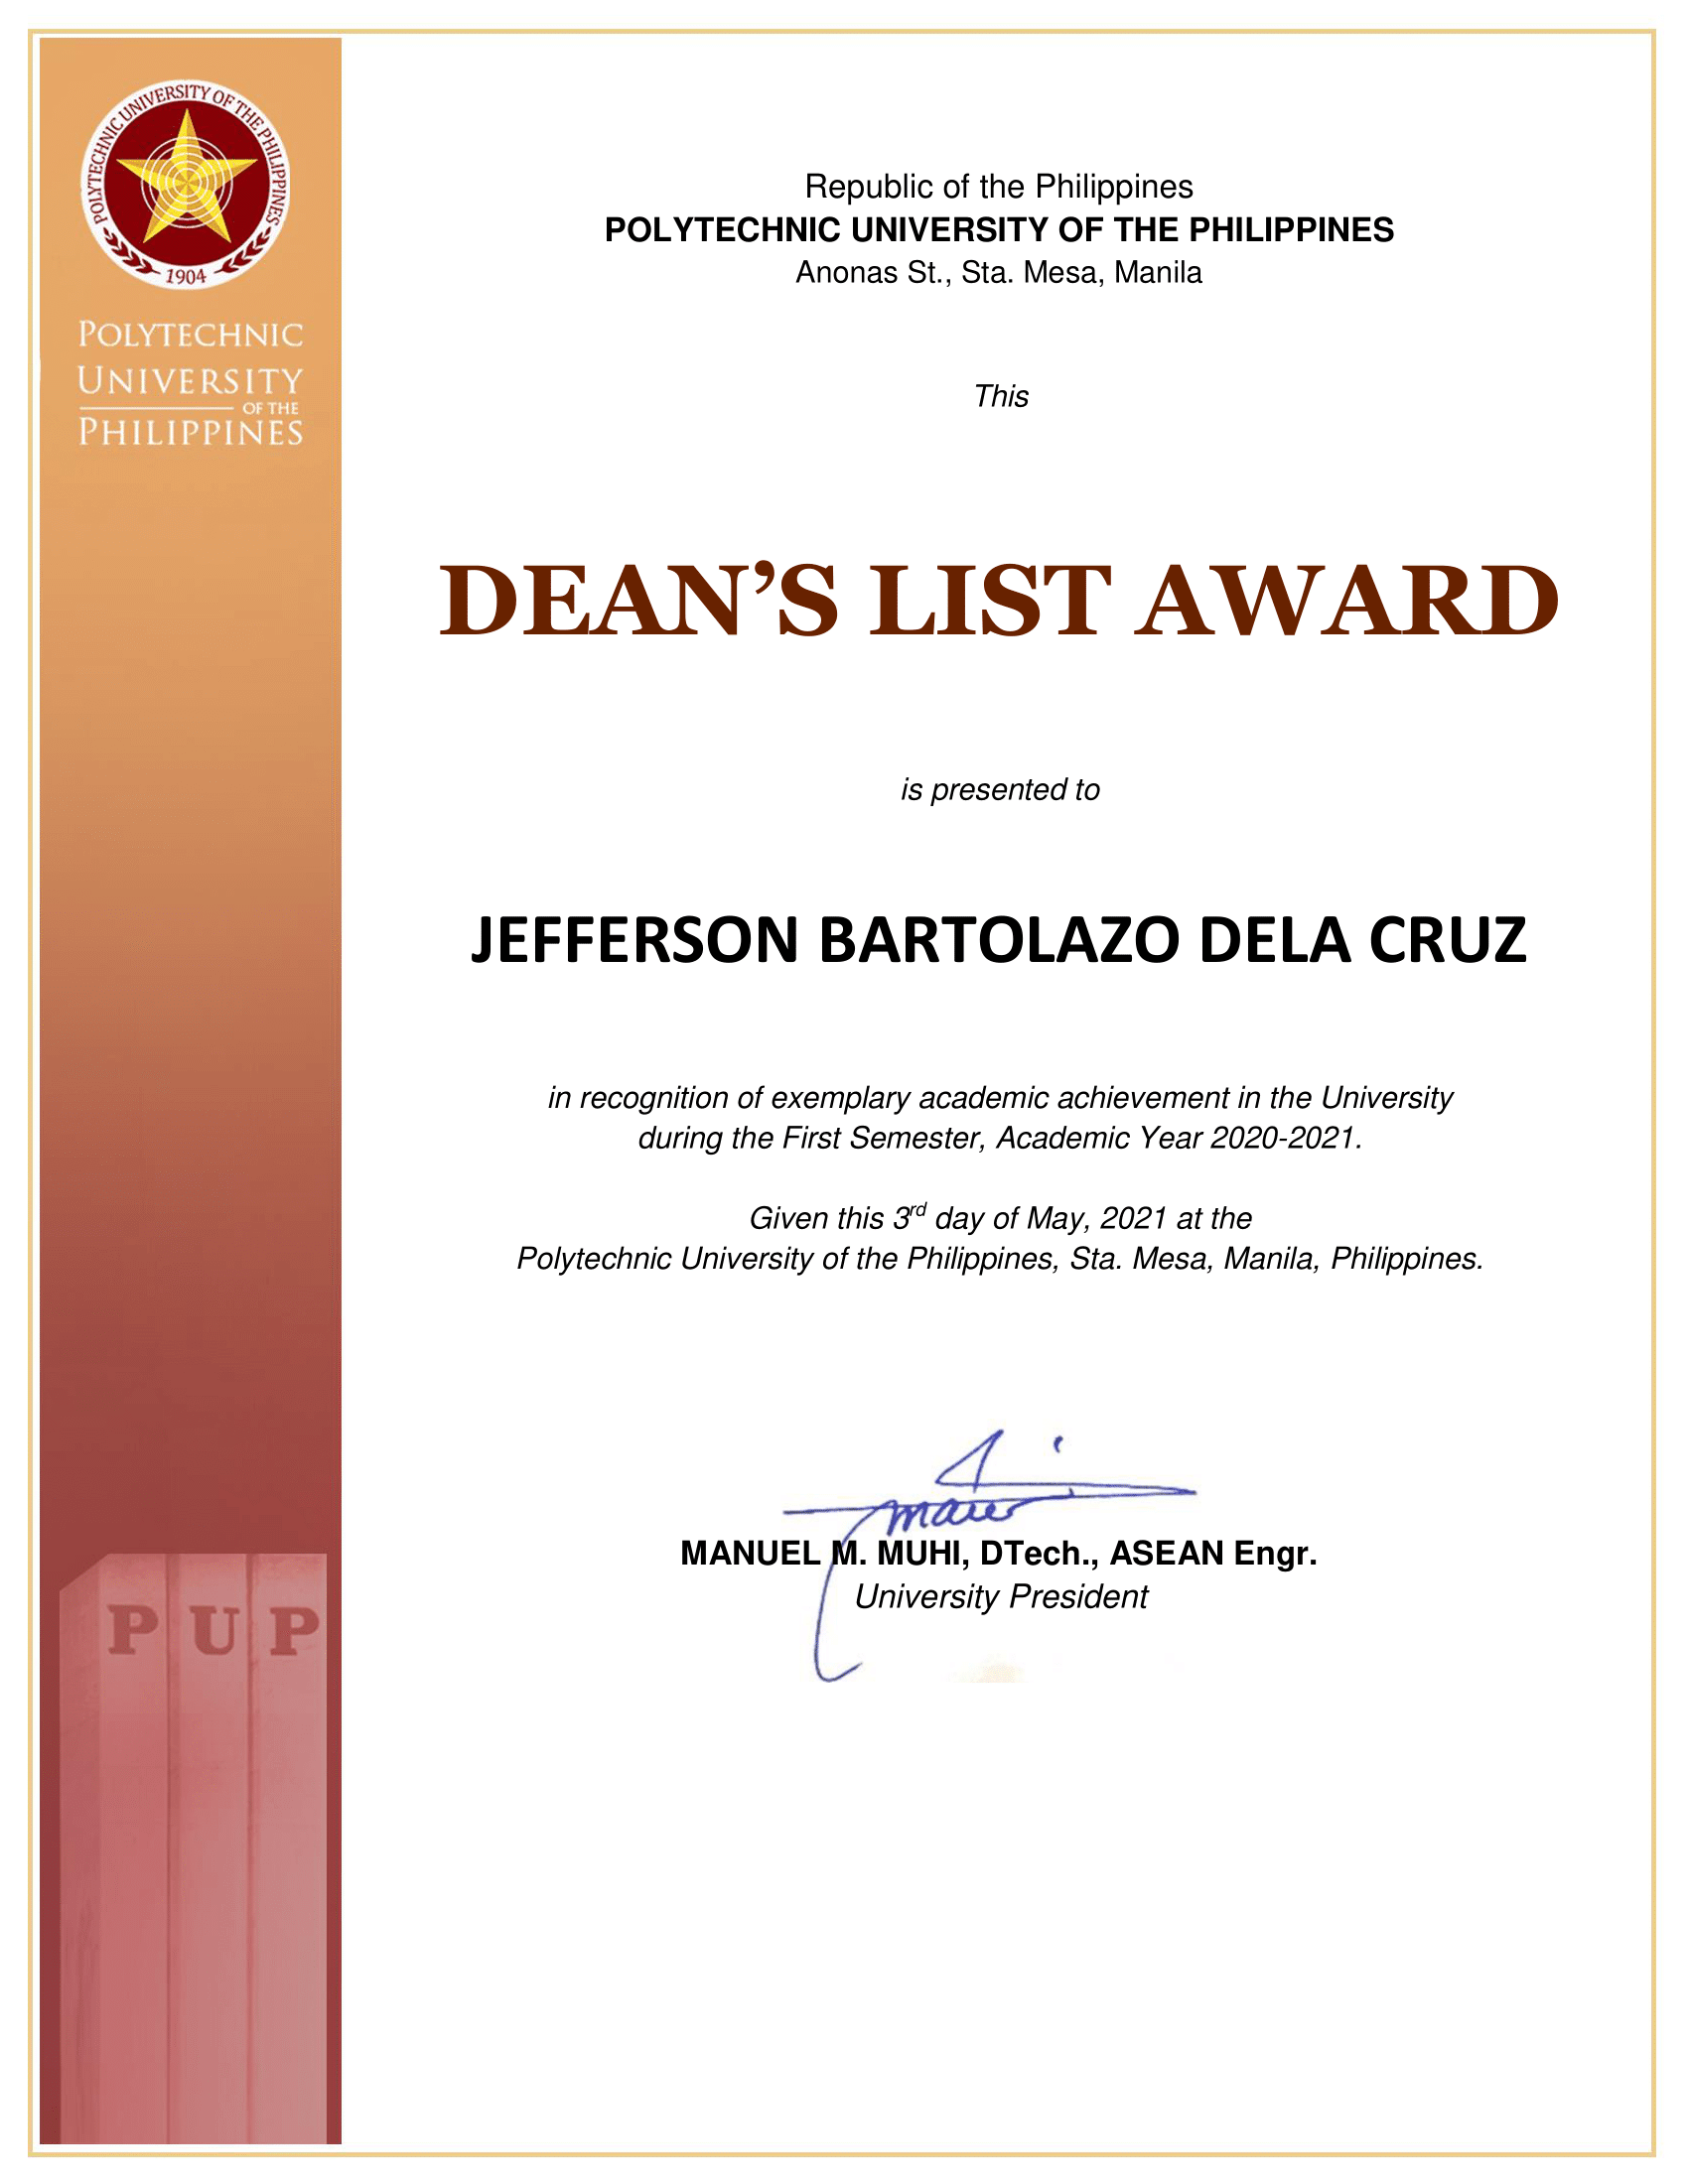 POLYTECHNIC UNIVERSITY OF THE PHILIPPINES
1904
POLYTECHNIC
UNIVERSITY
OF THE
PHILIPPINES
Republic of the Philippines
POLYTECHNIC UNIVERSITY OF THE PHILIPPINES
Anonas St., Sta. Mesa, Manila
This
DEAN’S LIST AWARD
is presented to
JEFFERSON BARTOLAZO DELA CRUZ
in recognition of exemplary academic achievement in the University
during the First Semester, Academic Year 2020-2021.
Given this 3rd day of May, 2021 at the
Polytechnic University of the Philippines, Sta. Mesa, Manila, Philippines.
MANUEL M. MUHI, DTech., ASEAN Engr.
University President
PUP